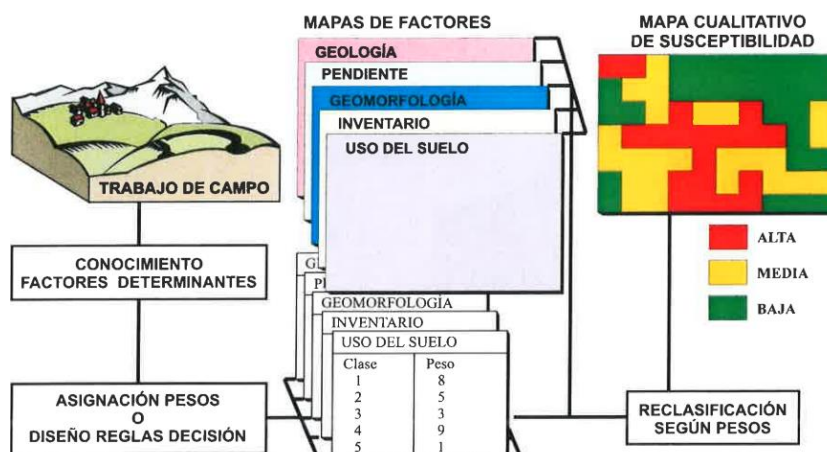 MAPAS DE FACTORES
GEOLOGÍA
PENDIENTE
GEOMORFOLOGÍA
INVENTARIO
USO DEL SUELO
MAPA CUALITATIVO
DE SUSCEPTIBILIDAD
ALTA
MEDIA
BAJA
TRABAJO DE CAMPO
CONOCIMIENTO
FACTORES DETERMINANTES
ASIGNACIÓN PESOS
O
DISEÑO REGLAS DECISIÓN
GEOMORFOLOGÍA
INVENTARIO
USO DEL SUELO
Clase Peso
1 8
2 5
3 3
4 9
5 1
RECLASIFICACIÓN
SEGÚN PESOS